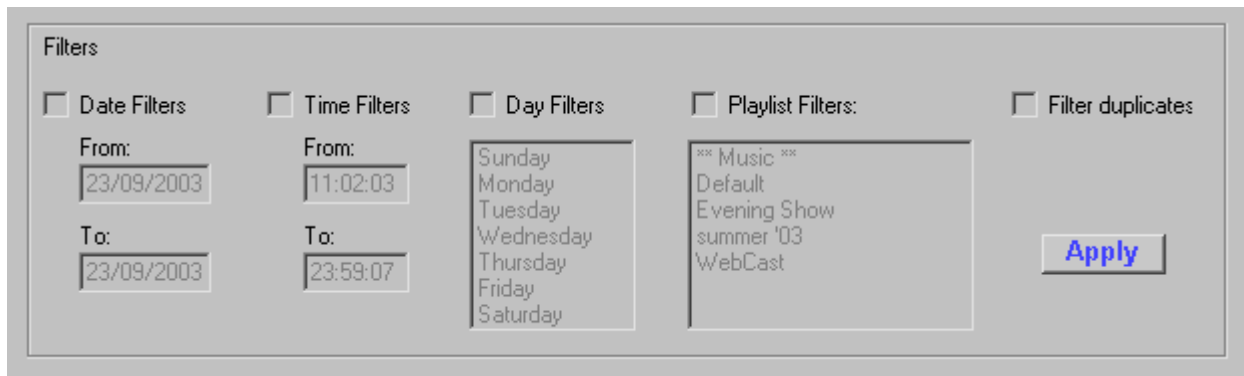 Filters
Date Filters
From:
23/09/2003
To:
23/09/2003
Time Filters
From:
11:02:03
To:
23:59:07
Day Filters
Sunday
Monday
Tuesday
Wednesday
Thursday
Friday
Saturday
Playlist Filters:
** Music **
Default
Evening Show
summer '03
WebCast
Filter duplicates
Apply